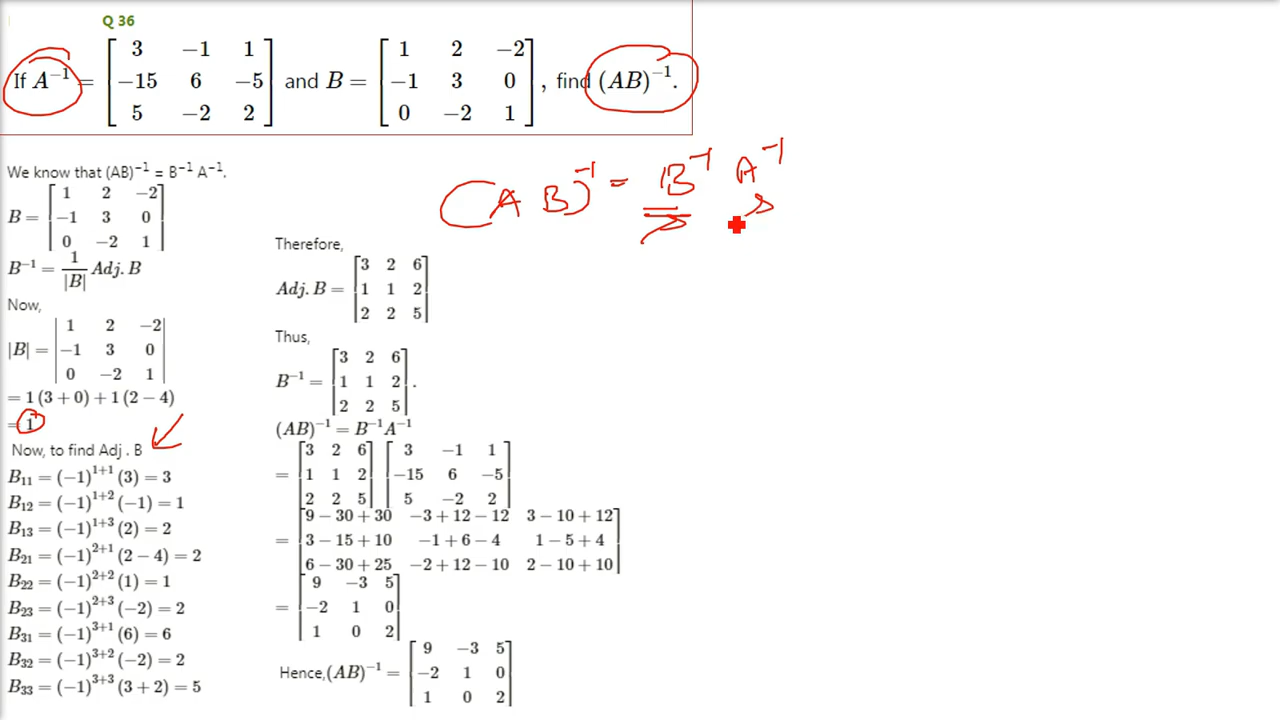 Q 36
If A⁻¹ = [3 −1 1; −15 6 −5; 5 −2 2] and B = [1 2 −2; −1 3 0; 0 −2 1], find (AB)⁻¹.
(AB)⁻¹ = B⁻¹ A⁻¹
We know that (AB)⁻¹ = B⁻¹ A⁻¹.
B = [1 2 −2; −1 3 0; 0 −2 1]
B⁻¹ = 1/|B| Adj. B
Now,
|B| = |1 2 −2; −1 3 0; 0 −2 1|
= 1 (3 + 0) + 1 (2 − 4)
= 1
Now, to find Adj . B
B₁₁ = (−1)¹⁺¹ (3) = 3
B₁₂ = (−1)¹⁺² (−1) = 1
B₁₃ = (−1)¹⁺³ (2) = 2
B₂₁ = (−1)²⁺¹ (2 − 4) = 2
B₂₂ = (−1)²⁺² (1) = 1
B₂₃ = (−1)²⁺³ (−2) = 2
B₃₁ = (−1)³⁺¹ (6) = 6
B₃₂ = (−1)³⁺² (−2) = 2
B₃₃ = (−1)³⁺³ (3 + 2) = 5
Therefore,
Adj. B = [3 2 6; 1 1 2; 2 2 5]
Thus,
B⁻¹ = [3 2 6; 1 1 2; 2 2 5].
(AB)⁻¹ = B⁻¹A⁻¹
= [3 2 6; 1 1 2; 2 2 5] [3 −1 1; −15 6 −5; 5 −2 2]
= [9 − 30 + 30 −3 + 12 − 12 3 − 10 + 12; 3 − 15 + 10 −1 + 6 − 4 1 − 5 + 4; 6 − 30 + 25 −2 + 12 − 10 2 − 10 + 10]
= [9 −3 5; −2 1 0; 1 0 2]
Hence,(AB)⁻¹ = [9 −3 5; −2 1 0; 1 0 2]